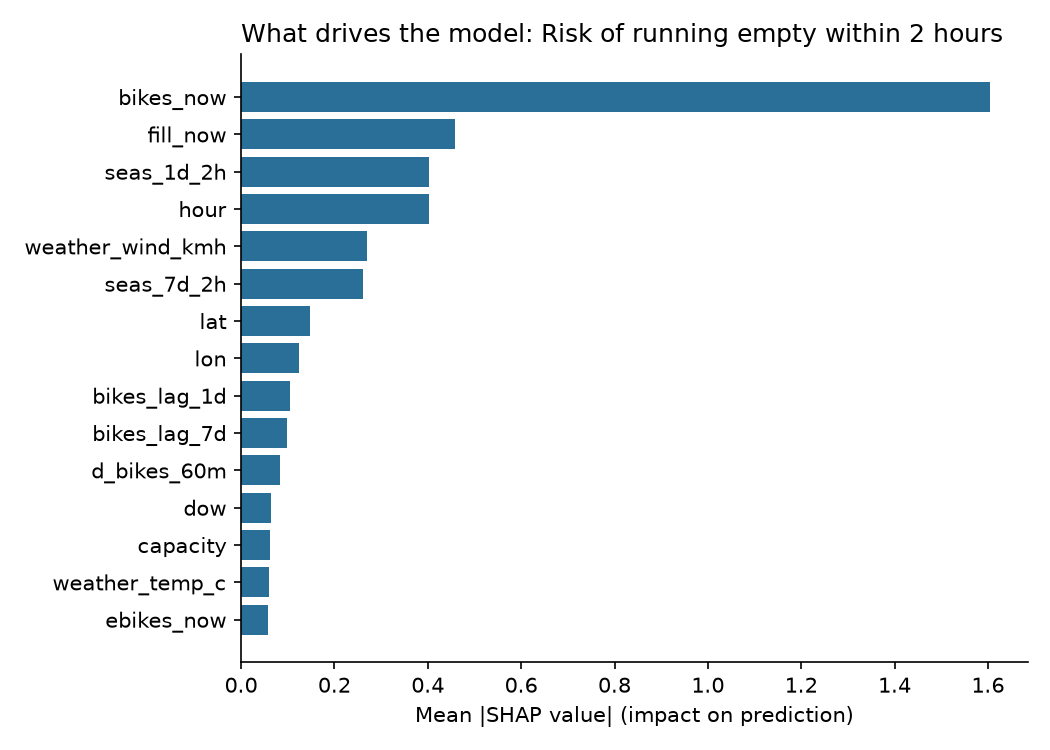 What drives the model: Risk of running empty within 2 hours
bikes_now
fill_now
seas_1d_2h
hour
weather_wind_kmh
seas_7d_2h
lat
lon
bikes_lag_1d
bikes_lag_7d
d_bikes_60m
dow
capacity
weather_temp_c
ebikes_now
0.0 0.2 0.4 0.6 0.8 1.0 1.2 1.4 1.6
Mean |SHAP value| (impact on prediction)